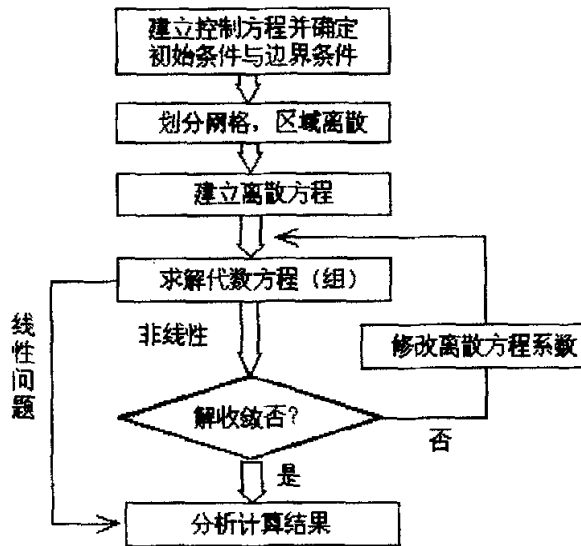 建立控制方程并确定
初始条件与边界条件
划分网格，区域离散
建立离散方程
求解代数方程（组）
线性问题
非线性
修改离散方程系数
解收敛否?
否
是
分析计算结果